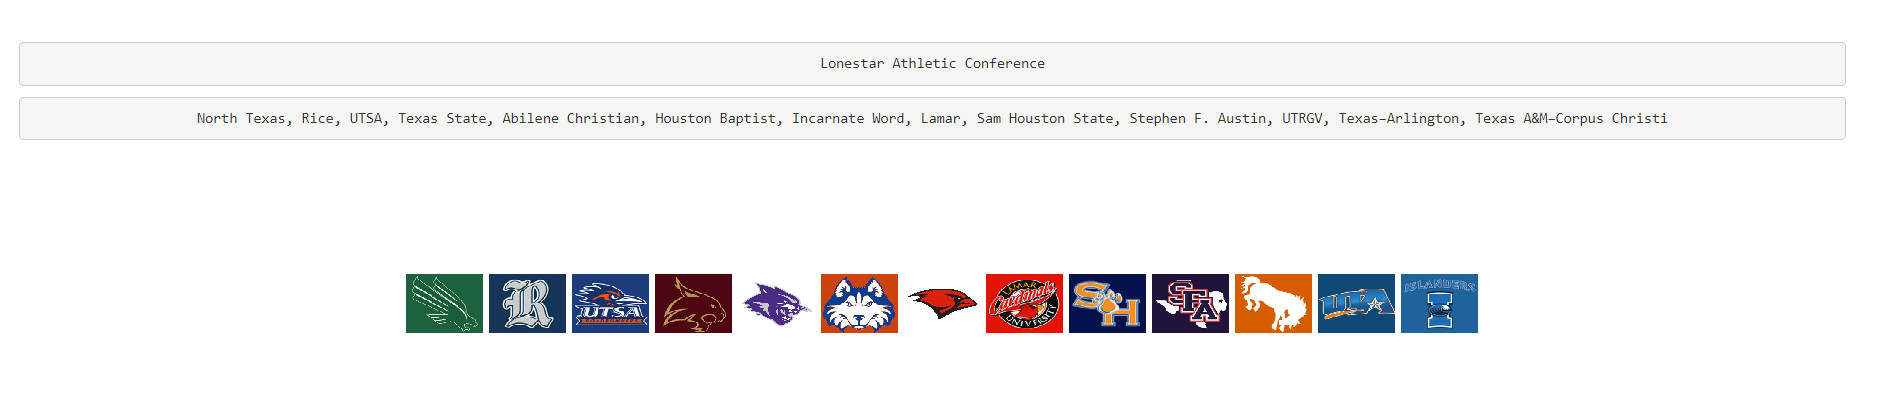 Lonestar Athletic Conference
North Texas, Rice, UTSA, Texas State, Abilene Christian, Houston Baptist, Incarnate Word, Lamar, Sam Houston State, Stephen F. Austin, UTRGV, Texas–Arlington, Texas A&M–Corpus Christi
R
UTSA
LAMAR
Cardinals
UNIVERSITY
SH
SFA
UTA
ISLANDERS
I